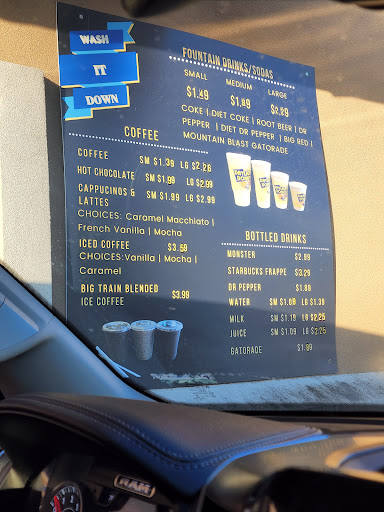 WASH
IT
DOWN
FOUNTAIN DRINKS/SODAS
SMALL MEDIUM LARGE
$1.49 $1.89 $2.29
COKE | DIET COKE | ROOT BEER | DR
PEPPER | DIET DR PEPPER | BIG RED |
MOUNTAIN BLAST GATORADE
COFFEE
COFFEE SM $1.39 LG $2.26
HOT CHOCOLATE SM $1.99 LG $2.99
CAPPUCINOS &
LATTES SM $1.99 LG $2.99
CHOICES: Caramel Macchiato |
French Vanilla | Mocha
ICED COFFEE $3.58
CHOICES:Vanilla | Mocha |
Caramel
BIG TRAIN BLENDED
ICE COFFEE $3.99
BOTTLED DRINKS
MONSTER $2.99
STARBUCKS FRAPPE $3.29
DR PEPPER $1.89
WATER SM $1.09 LG $1.39
MILK SM $1.19 LG $2.25
JUICE SM $1.09 LG $2.25
GATORADE $1.99
RAM